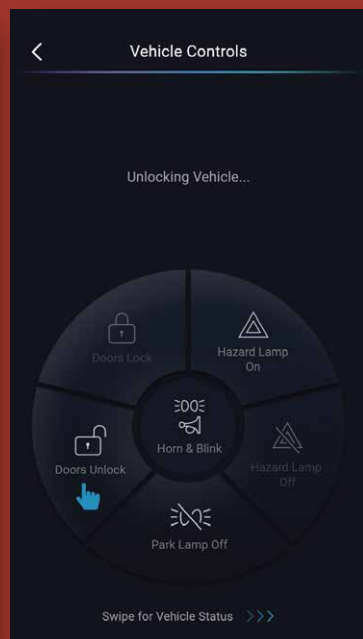 Vehicle Controls
Unlocking Vehicle...
Doors Lock
Hazard Lamp
On
Horn & Blink
Doors Unlock
Hazard Lamp
Off
Park Lamp Off
Swipe for Vehicle Status >>>